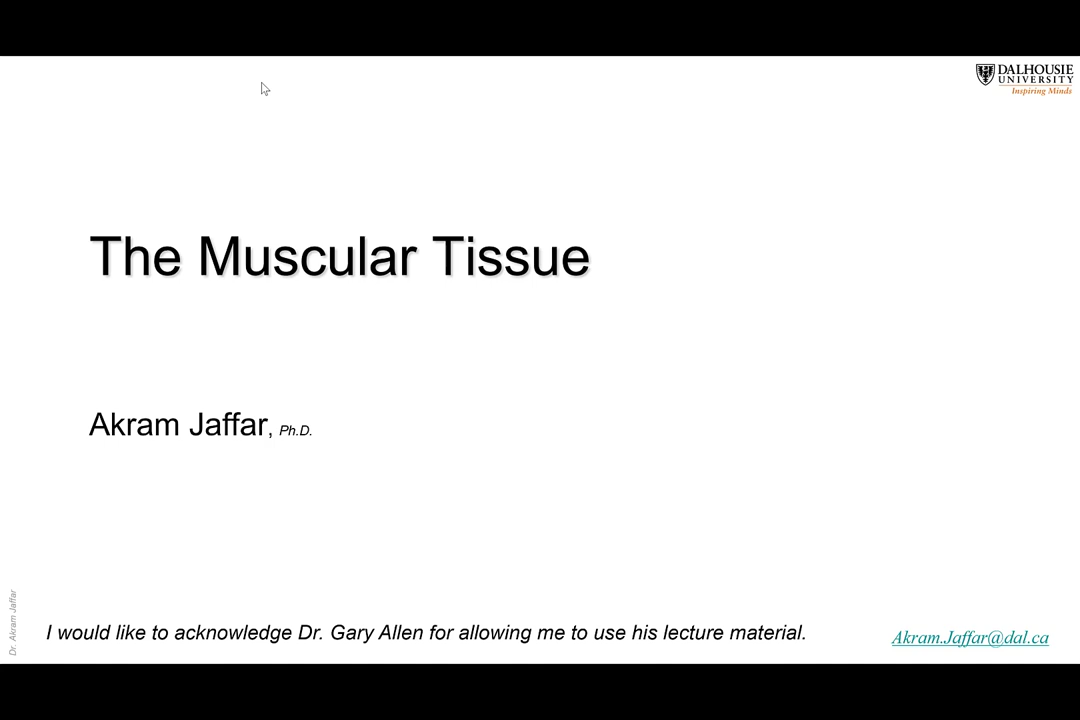 DALHOUSIE
UNIVERSITY
Inspiring Minds
The Muscular Tissue
Akram Jaffar, Ph.D.
Dr. Akram Jaffar
I would like to acknowledge Dr. Gary Allen for allowing me to use his lecture material.
Akram.Jaffar@dal.ca